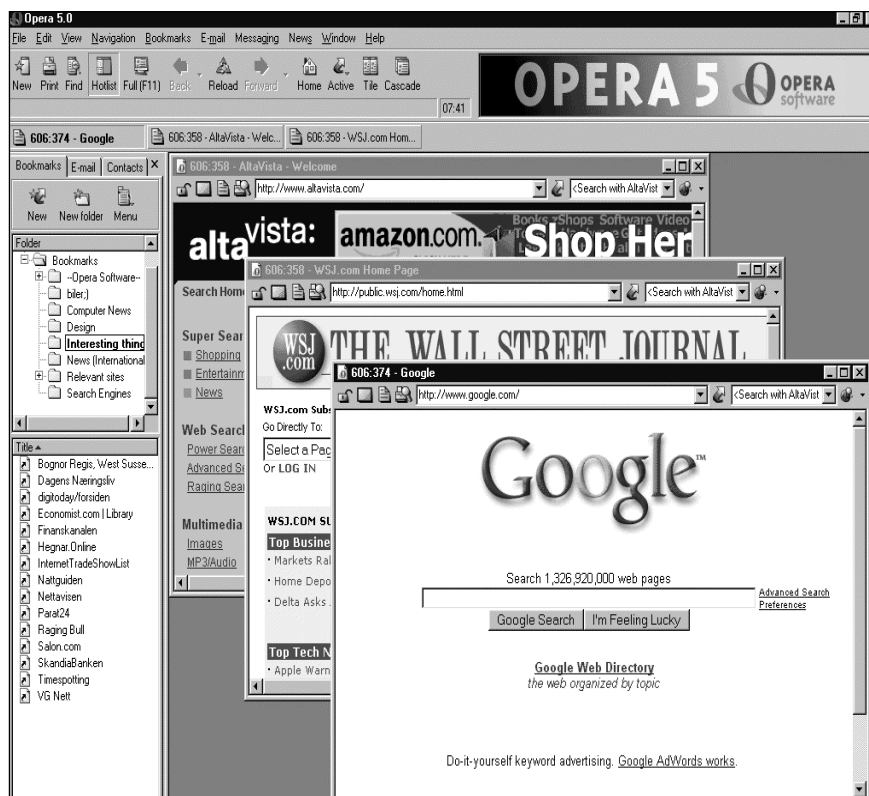 Opera 5.0
File Edit View Navigation Bookmarks E-mail Messaging News Window Help
New Print Find Hotlist Full (F11) Back Reload Forward Home Active Tile Cascade
07:41
OPERA 5 OPERA software
606:374 - Google 606:358 - AltaVista - Welc... 606:358 - WSJ.com Hom...
Bookmarks E-mail Contacts X
New New folder Menu
Folder
Bookmarks
--Opera Software--
biler;)
Computer News
Design
Interesting thing
News (International
Relevant sites
Search Engines
Title
Bognor Regis, West Susse...
Dagens Næringsliv
digitoday/forsiden
Economist.com | Library
Finanskanalen
Hegnar.Online
InternetTradeShowList
Nattguiden
Nettavisen
Parat24
Raging Bull
Salon.com
SkandiaBanken
Timespotting
VG Nett
606:358 - AltaVista - Welcome
http://www.altavista.com/ <Search with AltaVist
altavista: amazon.com. Books Shops Software Video
Shop Her
Search Home
Super Sear
Shopping
Entertainm
News
Web Search
Power Sear
Advanced Se
Raging Sear
Multimedia
Images
MP3/Audio
606:358 - WSJ.com Home Page
http://public.wsj.com/home.html <Search with AltaVist
WSJ .com THE WALL STREET JOURNAL
WSJ.com Subs
Go Directly To:
Select a Pag
Or LOG IN
WSJ.COM SU
Top Busine
· Markets Ral
· Home Depo
· Delta Asks .
Top Tech N
· Apple Warn
606:374 - Google
http://www.google.com/ <Search with AltaVist
Google™
Search 1,326,920,000 web pages
Advanced Search
Preferences
Google Search I'm Feeling Lucky
Google Web Directory
the web organized by topic
Do-it-yourself keyword advertising. Google AdWords works.